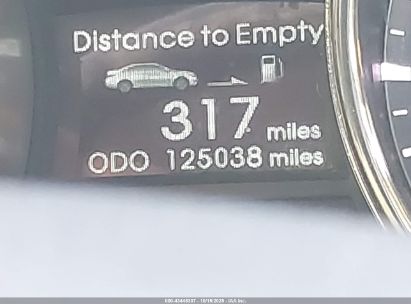 Distance to Empty
317 miles
ODO 125038 miles